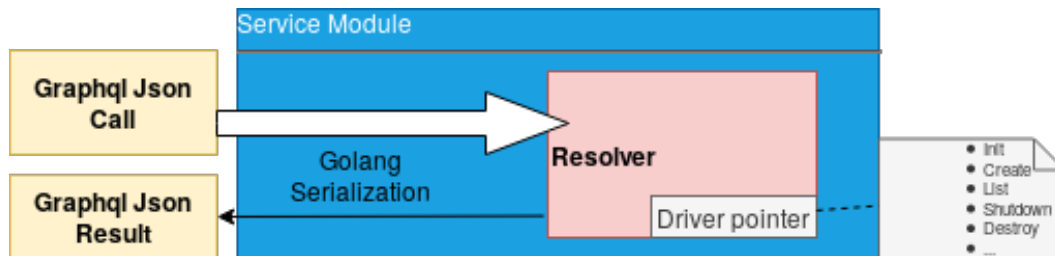 Service Module
Graphql Json
Call
Golang
Serialization
Resolver
Graphql Json
Result
Driver pointer
• Init
• Create
• List
• Shutdown
• Destroy
• ...